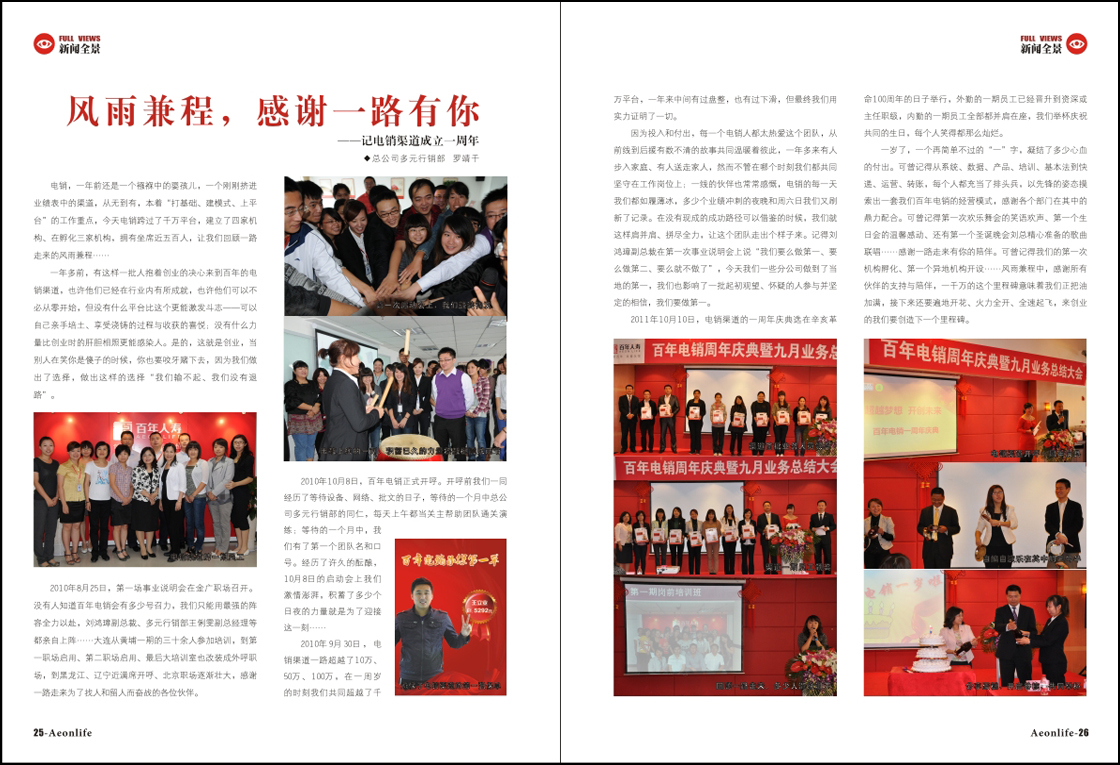 FULL VIEWS
新闻全景
风雨兼程，感谢一路有你
——记电销渠道成立一周年
◆总公司多元行销部 罗靖千
电销，一年前还是一个襁褓中的婴孩儿，一个刚刚挤进
业绩表中的渠道，从无到有，本着“打基础、建模式、上平
台”的工作重点，今天电销跨过了千万平台，建立了四家机
构、在孵化三家机构，拥有坐席近五百人，让我们回顾一路
走来的风雨兼程……
一年多前，有这样一批人抱着创业的决心来到百年的电
销渠道，也许他们已经在行业内有所成就，也许他们可以不
必从零开始，但没有什么平台比这个更能激发斗志——可以
自己亲手培土、享受浇铸的过程与收获的喜悦；没有什么力
量比创业时的肝胆相照更能感染人。是的，这就是创业，当
别人在笑你是傻子的时候，你也要咬牙黯下去，因为我们做
出了选择，做出这样的选择“我们输不起、我们没有退
路”。
百年人寿
2010年8月25日，第一场事业说明会在金广职场召开。
没有人知道百年电销会有多少号召力，我们只能用最强的阵
容全力以赴，刘鸿璋副总裁、多元行销部王俐雯副总经理等
都亲自上阵……大连从黄埔一期的三十余人参加培训，到第
一职场启用、第二职场启用、最后大培训室也改装成外呼职
场，到黑龙江、辽宁近满席开呼、北京职场逐渐壮大，感谢
一路走来为了找人和留人而奋战的各位伙伴。
2010年10月8日，百年电销正式开呼。开呼前我们一同
经历了等待设备、网络、批文的日子，等待的一个月中总公
司多元行销部的同仁，每天上午都当关主帮助团队通关演
练；等待的一个月中，我
们有了第一个团队名和口
号。经历了许久的酝酿，
10月8日的启动会上我们
激情澎湃，积蓄了多少个
日夜的力量就是为了迎接
这一刻……
2010年9月30日，电
销渠道一路超越了10万、
50万、100万，在一周岁
的时刻我们共同超越了千
25-Aeonlife
FULL VIEWS
新闻全景
万平台，一年来中间有过盘整，也有过下滑，但最终我们用
实力证明了一切。
因为投入和付出，每一个电销人都太热爱这个团队，从
前线到后援有数不清的故事共同温暖着彼此，一年多来有人
步入家庭、有人送走家人，然而不管在哪个时刻我们都共同
坚守在工作岗位上；一线的伙伴也常常感慨，电销的每一天
我们都如履薄冰，多少个业绩冲刺的夜晚和周六日我们又刷
新了记录。在没有现成的成功路径可以借鉴的时候，我们就
这样肩并肩、拼尽全力，让这个团队走出个样子来。记得刘
鸿璋副总裁在第一次事业说明会上说“我们要么做第一、要
么做第二、要么就不做了”，今天我们一些分公司做到了当
地的第一，我们也影响了一批起初观望、怀疑的人参与并坚
定的相信，我们要做第一。
2011年10月10日，电销渠道的一周年庆典选在辛亥革
百年电销周年庆典暨九月业务总
电销周年庆典暨九月业务总结大会
第一期岗前培训班
命100周年的日子举行，外勤的一期员工已经晋升到资深或
主任职级，内勤的一期员工全部都并肩在座，我们举杯庆祝
共同的生日，每个人笑得都那么灿烂。
一岁了，一个再简单不过的“一”字，凝结了多少心血
的付出。可曾记得从系统、数据、产品、培训、基本法到快
递、运营、转账，每个人都充当了排头兵，以先锋的姿态摸
索出一套我们百年电销的经营模式，感谢各个部门在其中的
鼎力配合。可曾记得第一次欢乐舞会的笑语欢声、第一个生
日会的温馨感动、还有第一个圣诞晚会刘总精心准备的歌曲
联唱……感谢一路走来有你的陪伴。可曾记得我们的第一次
机构孵化、第一个异地机构开设……风雨兼程中，感谢所有
伙伴的支持与陪伴，一千万的这个里程碑意味着我们正把油
加满，接下来还要遍地开花、火力全开、全速起飞，来创业
的我们要创造下一个里程碑。
百年电销周年庆典暨九月业务总结大会
百年电销一周年庆典
Aeonlife-26